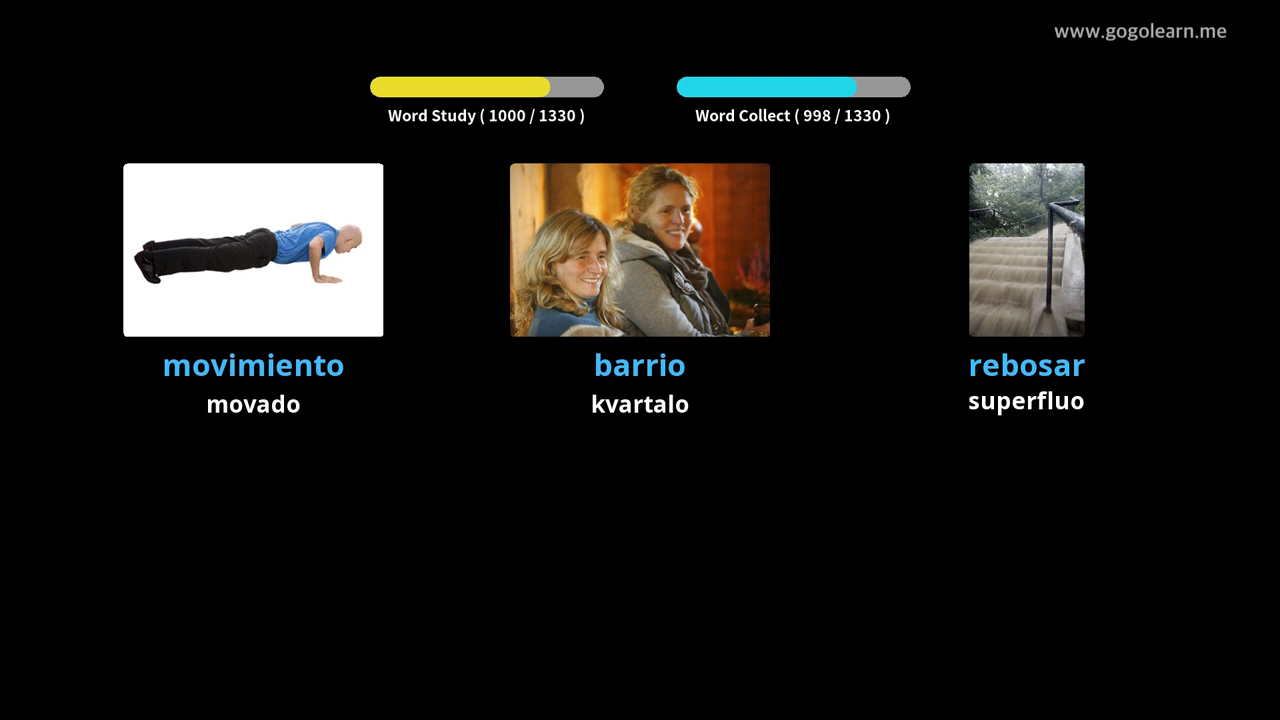 www.gogolearn.me
Word Study ( 1000 / 1330 )
Word Collect ( 998 / 1330 )
movimiento
movado
barrio
kvartalo
rebosar
superfluo